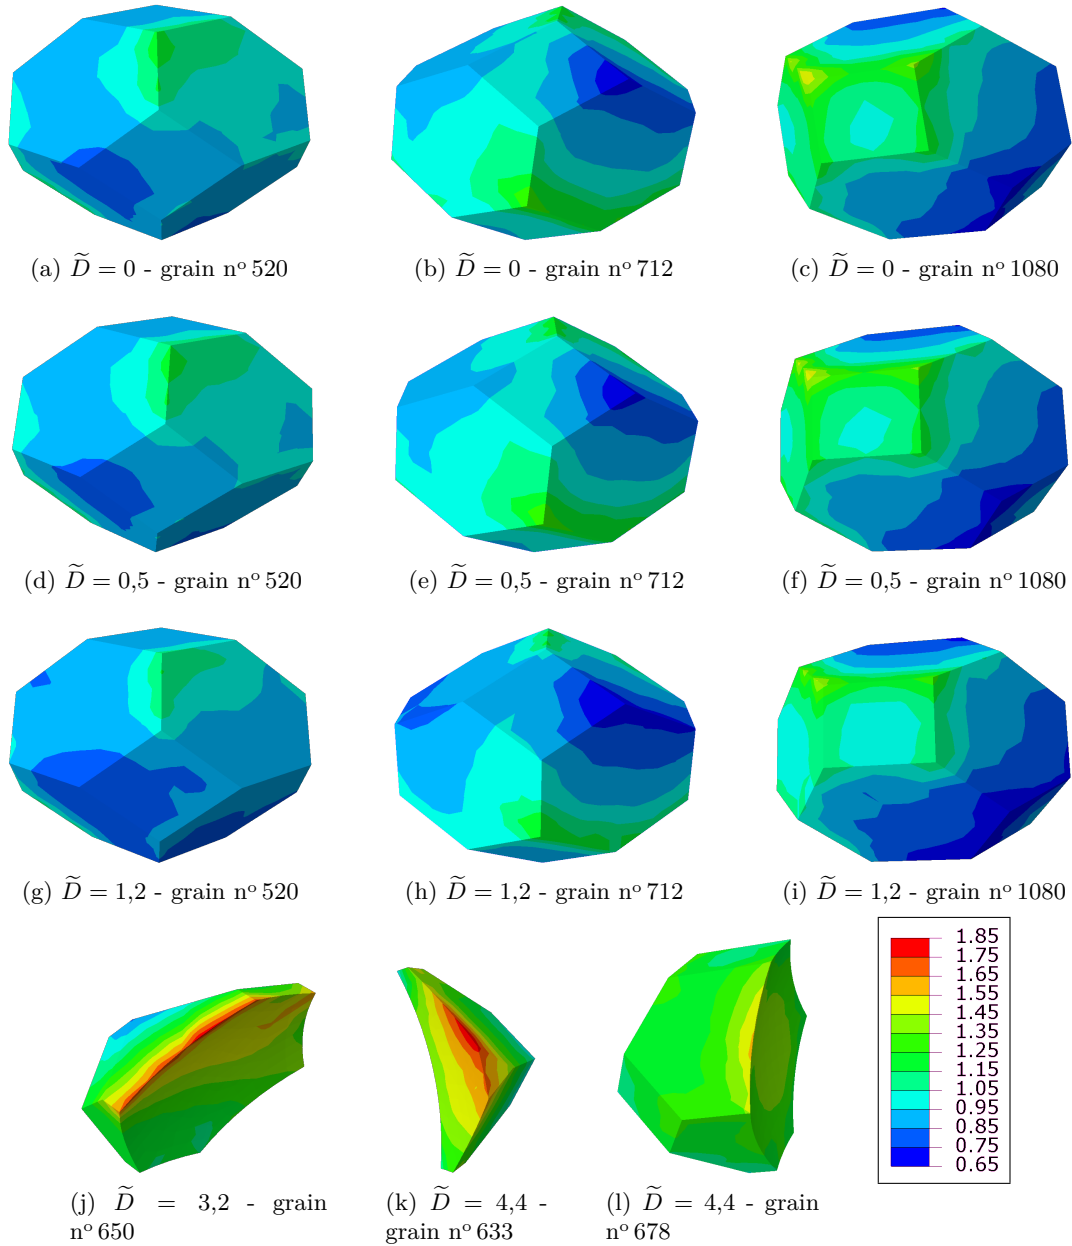 (a) D̃ = 0 - grain nº 520
(b) D̃ = 0 - grain nº 712
(c) D̃ = 0 - grain nº 1080
(d) D̃ = 0,5 - grain nº 520
(e) D̃ = 0,5 - grain nº 712
(f) D̃ = 0,5 - grain nº 1080
(g) D̃ = 1,2 - grain nº 520
(h) D̃ = 1,2 - grain nº 712
(i) D̃ = 1,2 - grain nº 1080
1.85
1.75
1.65
1.55
1.45
1.35
1.25
1.15
1.05
0.95
0.85
0.75
0.65
(j) D̃ = 3,2 - grain
nº 650
(k) D̃ = 4,4 -
grain nº 633
(l) D̃ = 4,4 - grain
nº 678